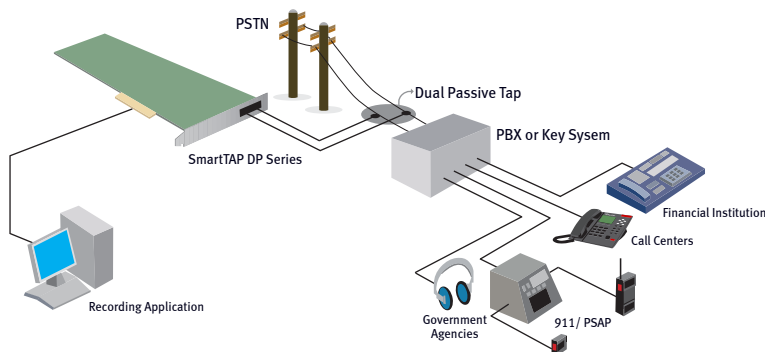 PSTN
Dual Passive Tap
PBX or Key Sysem
SmartTAP DP Series
Financial Institution
Call Centers
Recording Application
Government
Agencies
911/ PSAP